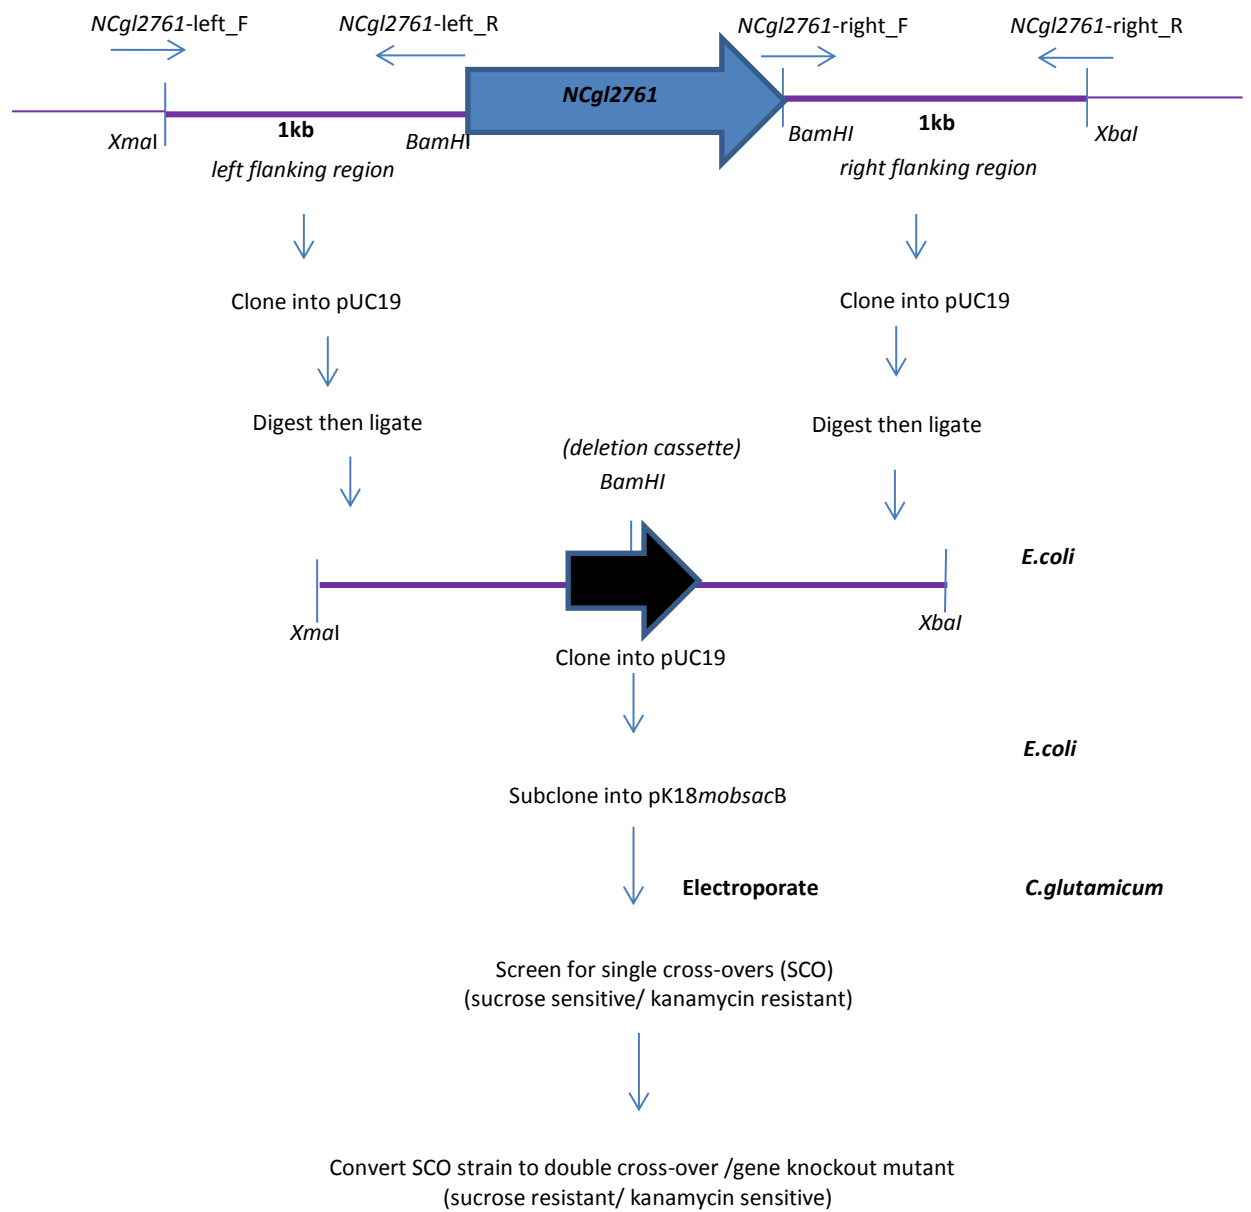 NCgl2761-left_F
NCgl2761-left_R
NCgl2761-right_F
NCgl2761-right_R
NCgl2761
XmaI
1kb
BamHI
BamHI
1kb
XbaI
left flanking region
right flanking region
Clone into pUC19
Clone into pUC19
Digest then ligate
Digest then ligate
(deletion cassette)
BamHI
E.coli
XmaI
XbaI
Clone into pUC19
E.coli
Subclone into pK18mobsacB
Electroporate
C.glutamicum
Screen for single cross-overs (SCO)
(sucrose sensitive/ kanamycin resistant)
Convert SCO strain to double cross-over /gene knockout mutant
(sucrose resistant/ kanamycin sensitive)